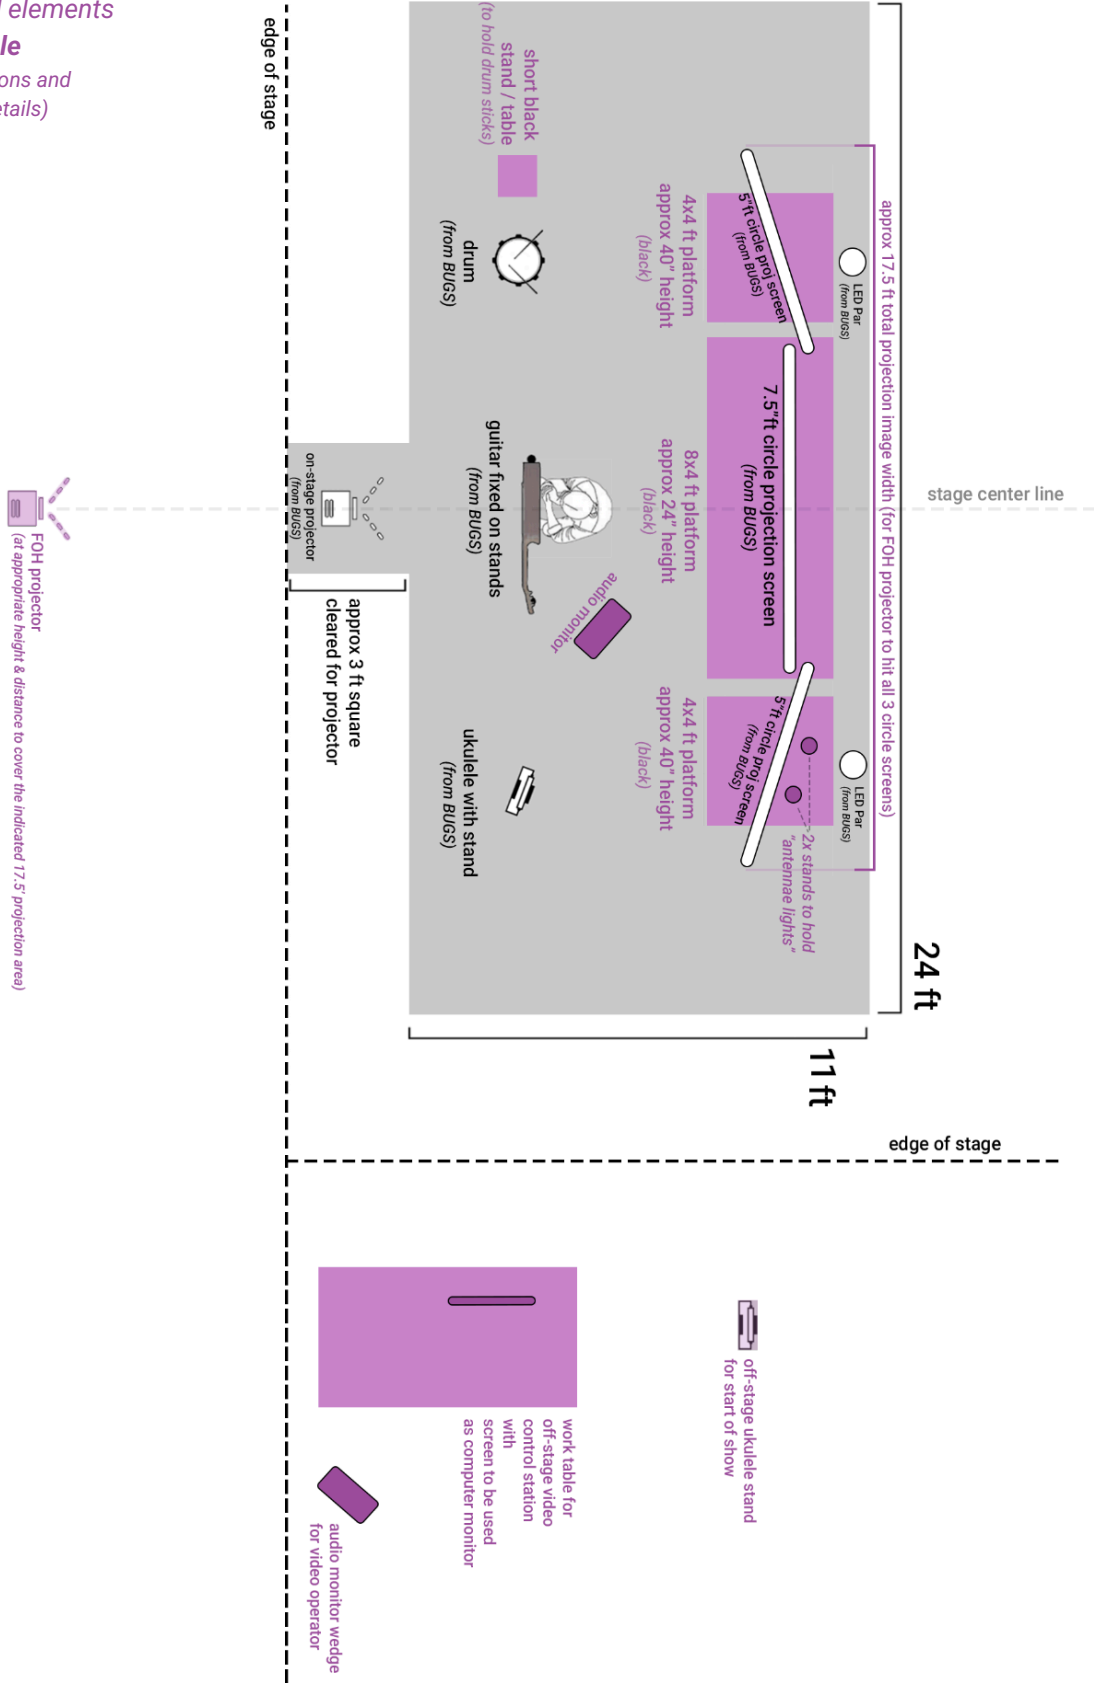 l elements
le
ons and
etails)
edge of stage
short black
stand / table
(to hold drum sticks)
drum
(from BUGS)
4x4 ft platform
approx 40" height
(black)
5"ft circle proj screen
(from BUGS)
LED Par
(from BUGS)
approx 17.5 ft total projection image width (for FOH projector to hit all 3 circle screens)
7.5"ft circle projection screen
(from BUGS)
8x4 ft platform
approx 24" height
(black)
guitar fixed on stands
(from BUGS)
on-stage projector
(from BUGS)
stage center line
FOH projector
(at appropriate height & distance to cover the indicated 17.5' projection area)
approx 3 ft square
cleared for projector
audio monitor
ukulele with stand
(from BUGS)
4x4 ft platform
approx 40" height
(black)
5"ft circle proj screen
(from BUGS)
LED Par
(from BUGS)
2x stands to hold
"antennae lights"
24 ft
11 ft
edge of stage
off-stage ukulele stand
for start of show
work table for
off-stage video
control station
with
screen to be used
as computer monitor
audio monitor wedge
for video operator